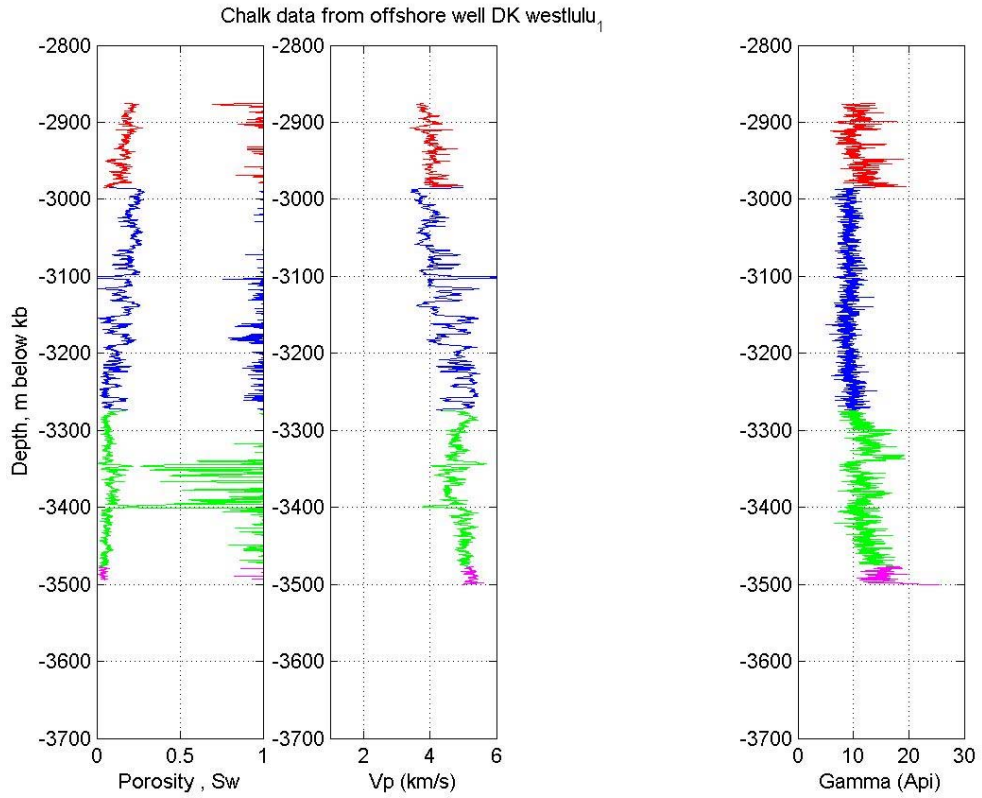 Chalk data from offshore well DK westlulu1
-2800 -2800 -2800
-2900 -2900 -2900
-3000 -3000 -3000
-3100 -3100 -3100
-3200 -3200 -3200
-3300 -3300 -3300
-3400 -3400 -3400
-3500 -3500 -3500
-3600 -3600 -3600
-3700 -3700 -3700
Depth, m below kb
0 0.5 1 2 4 6 0 10 20 30
Porosity , Sw Vp (km/s) Gamma (Api)